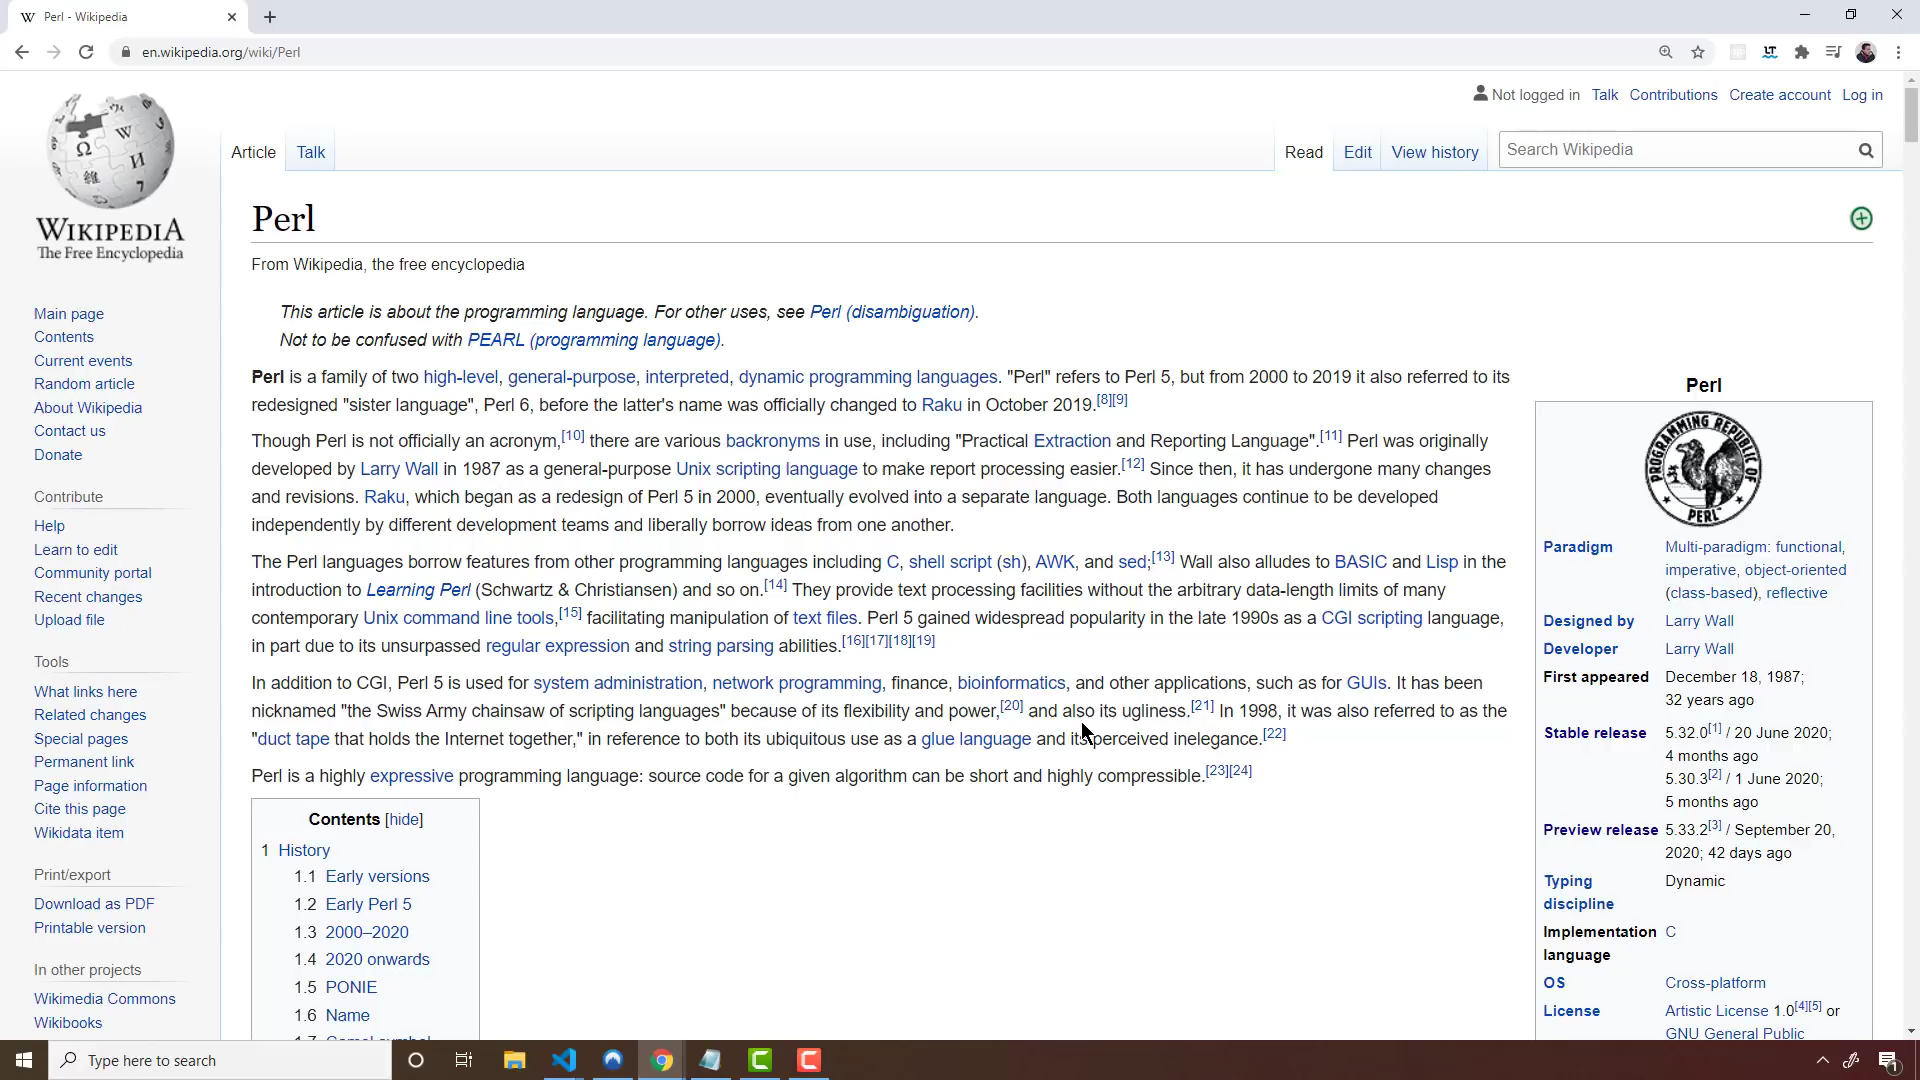 Perl - Wikipedia
en.wikipedia.org/wiki/Perl
Not logged in Talk Contributions Create account Log in
Article Talk Read Edit View history Search Wikipedia
WIKIPEDIA
The Free Encyclopedia
Main page
Contents
Current events
Random article
About Wikipedia
Contact us
Donate
Contribute
Help
Learn to edit
Community portal
Recent changes
Upload file
Tools
What links here
Related changes
Special pages
Permanent link
Page information
Cite this page
Wikidata item
Print/export
Download as PDF
Printable version
In other projects
Wikimedia Commons
Wikibooks
Perl
From Wikipedia, the free encyclopedia
This article is about the programming language. For other uses, see Perl (disambiguation).
Not to be confused with PEARL (programming language).
Perl is a family of two high-level, general-purpose, interpreted, dynamic programming languages. "Perl" refers to Perl 5, but from 2000 to 2019 it also referred to its
redesigned "sister language", Perl 6, before the latter's name was officially changed to Raku in October 2019.[8][9]
Though Perl is not officially an acronym,[10] there are various backronyms in use, including "Practical Extraction and Reporting Language".[11] Perl was originally
developed by Larry Wall in 1987 as a general-purpose Unix scripting language to make report processing easier.[12] Since then, it has undergone many changes
and revisions. Raku, which began as a redesign of Perl 5 in 2000, eventually evolved into a separate language. Both languages continue to be developed
independently by different development teams and liberally borrow ideas from one another.
The Perl languages borrow features from other programming languages including C, shell script (sh), AWK, and sed;[13] Wall also alludes to BASIC and Lisp in the
introduction to Learning Perl (Schwartz & Christiansen) and so on.[14] They provide text processing facilities without the arbitrary data-length limits of many
contemporary Unix command line tools,[15] facilitating manipulation of text files. Perl 5 gained widespread popularity in the late 1990s as a CGI scripting language,
in part due to its unsurpassed regular expression and string parsing abilities.[16][17][18][19]
In addition to CGI, Perl 5 is used for system administration, network programming, finance, bioinformatics, and other applications, such as for GUIs. It has been
nicknamed "the Swiss Army chainsaw of scripting languages" because of its flexibility and power,[20] and also its ugliness.[21] In 1998, it was also referred to as the
"duct tape that holds the Internet together," in reference to both its ubiquitous use as a glue language and its perceived inelegance.[22]
Perl is a highly expressive programming language: source code for a given algorithm can be short and highly compressible.[23][24]
Contents [hide]
1 History
1.1 Early versions
1.2 Early Perl 5
1.3 2000–2020
1.4 2020 onwards
1.5 PONIE
1.6 Name
Perl
PROGRAMMING REPUBLIC OF
PERL
Paradigm Multi-paradigm: functional,
imperative, object-oriented
(class-based), reflective
Designed by Larry Wall
Developer Larry Wall
First appeared December 18, 1987;
32 years ago
Stable release 5.32.0[1] / 20 June 2020;
4 months ago
5.30.3[2] / 1 June 2020;
5 months ago
Preview release 5.33.2[3] / September 20,
2020; 42 days ago
Typing Dynamic
discipline
Implementation C
language
OS Cross-platform
License Artistic License 1.0[4][5] or
GNU General Public
Type here to search